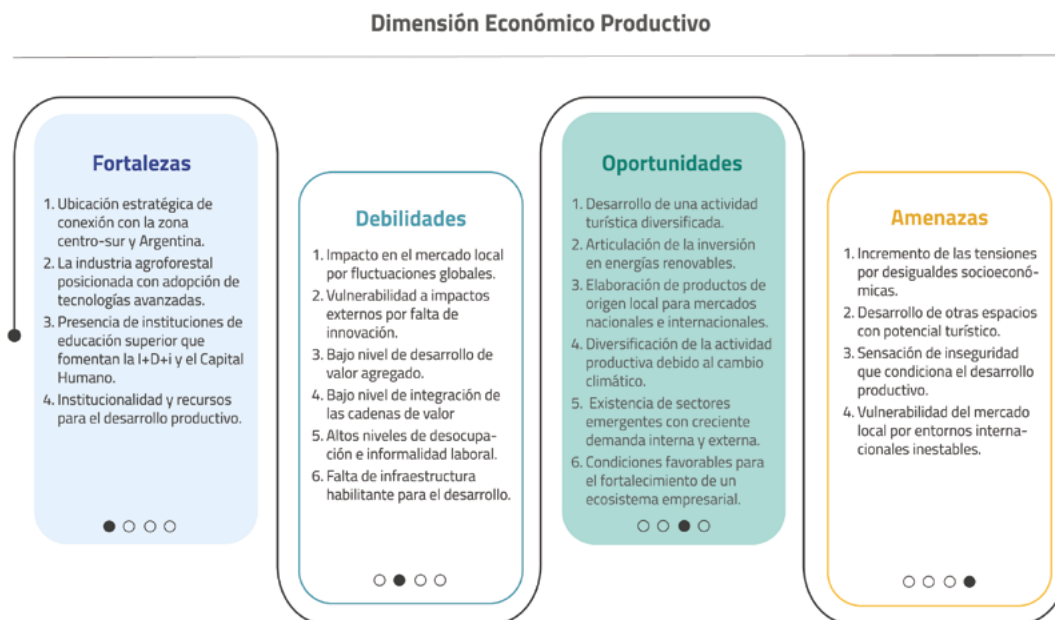 Dimensión Económico Productivo
Fortalezas
1. Ubicación estratégica de
conexión con la zona
centro-sur y Argentina.
2. La industria agroforestal
posicionada con adopción de
tecnologías avanzadas.
3. Presencia de instituciones de
educación superior que
fomentan la I+D+i y el Capital
Humano.
4. Institucionalidad y recursos
para el desarrollo productivo.
Debilidades
1. Impacto en el mercado local
por fluctuaciones globales.
2. Vulnerabilidad a impactos
externos por falta de
innovación.
3. Bajo nivel de desarrollo de
valor agregado.
4. Bajo nivel de integración de
las cadenas de valor
5. Altos niveles de desocupa-
ción e informalidad laboral.
6. Falta de infraestructura
habilitante para el desarrollo.
Oportunidades
1. Desarrollo de una actividad
turística diversificada.
2. Articulación de la inversión
en energías renovables.
3. Elaboración de productos de
origen local para mercados
nacionales e internacionales.
4. Diversificación de la actividad
productiva debido al cambio
climático.
5. Existencia de sectores
emergentes con creciente
demanda interna y externa.
6. Condiciones favorables para
el fortalecimiento de un
ecosistema empresarial.
Amenazas
1. Incremento de las tensiones
por desigualdes socioeconó-
micas.
2. Desarrollo de otras espacios
con potencial turístico.
3. Sensación de inseguridad
que condiciona el desarrollo
productivo.
4. Vulnerabilidad del mercado
local por entornos interna-
cionales inestables.